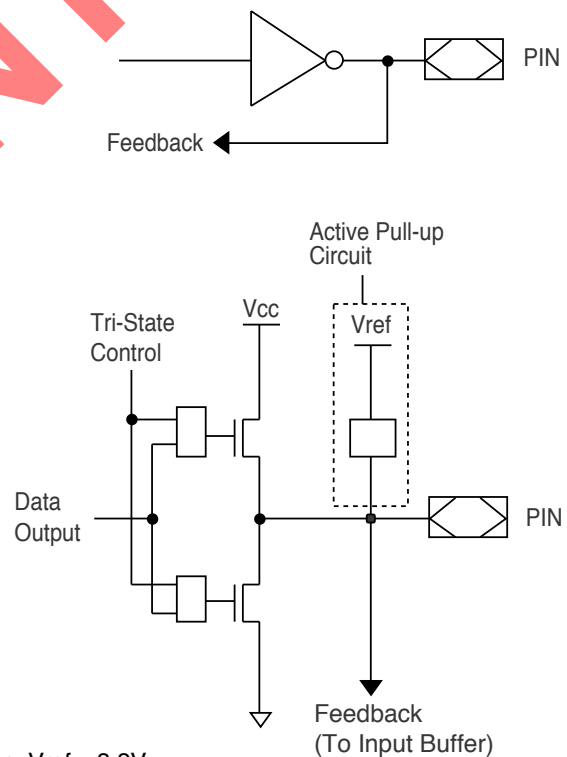 PIN
Feedback
Active Pull-up
Circuit
Vcc
Vref
Tri-State
Control
Data
Output
PIN
Feedback
(To Input Buffer)